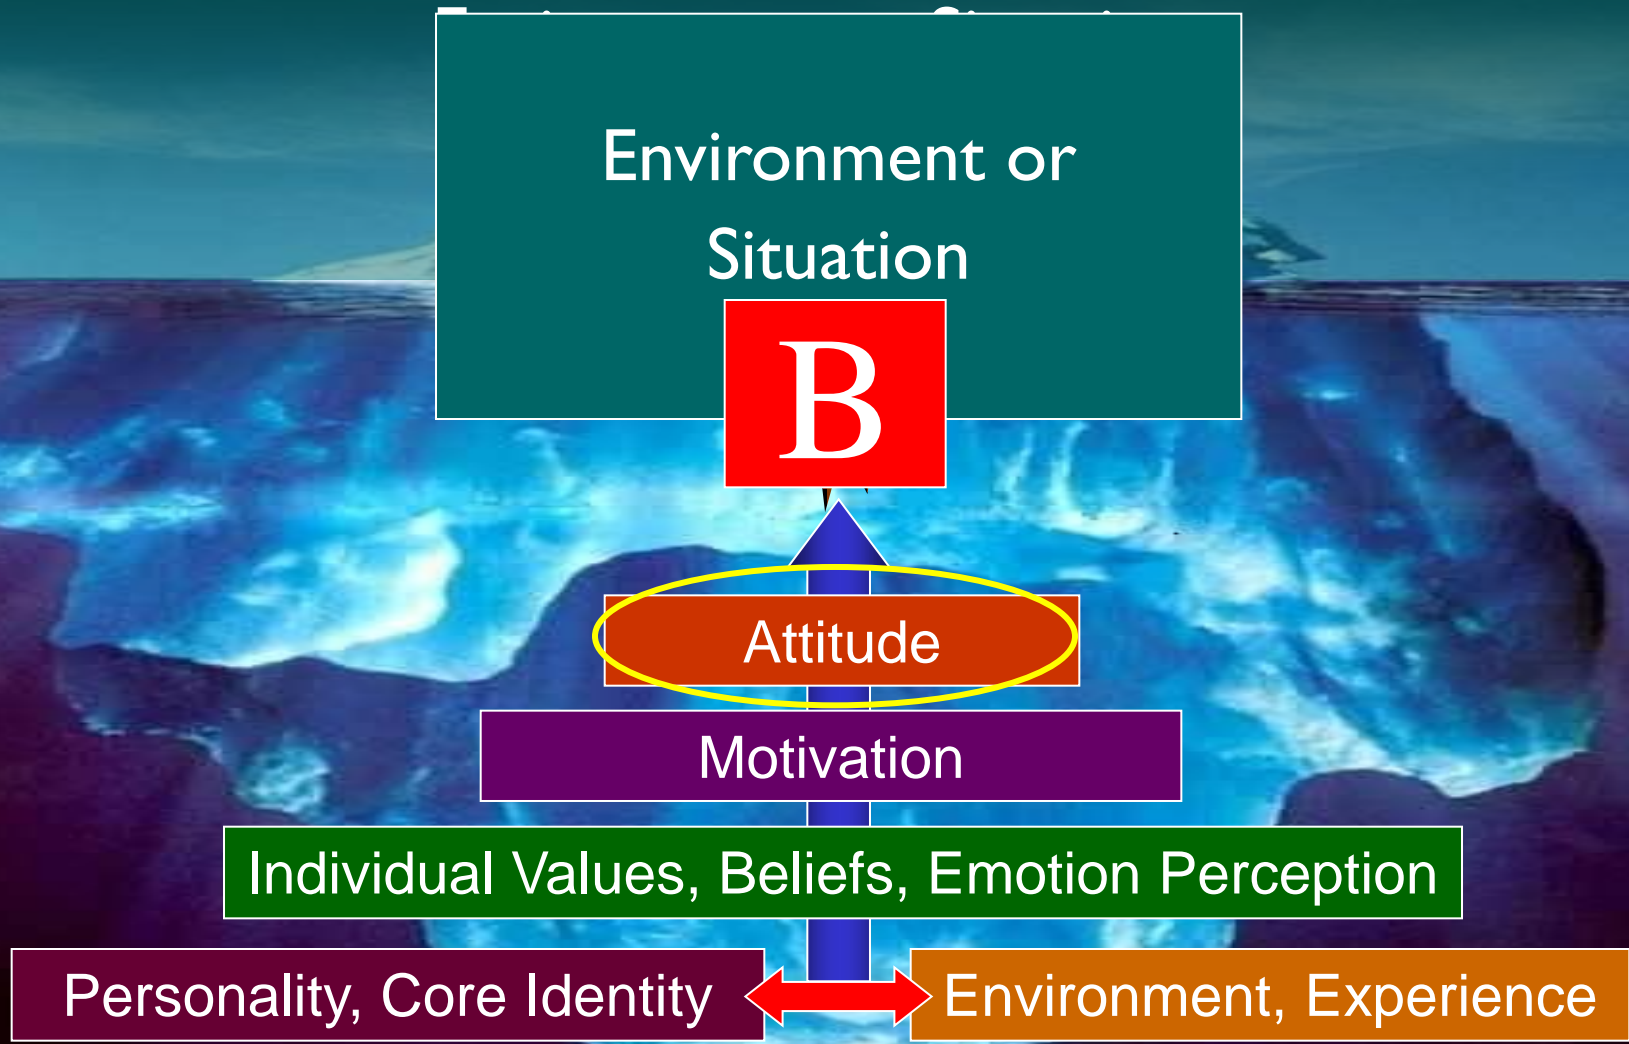 Environment or
Situation
B
Attitude
Motivation
Individual Values, Beliefs, Emotion Perception
Personality, Core Identity
Environment, Experience